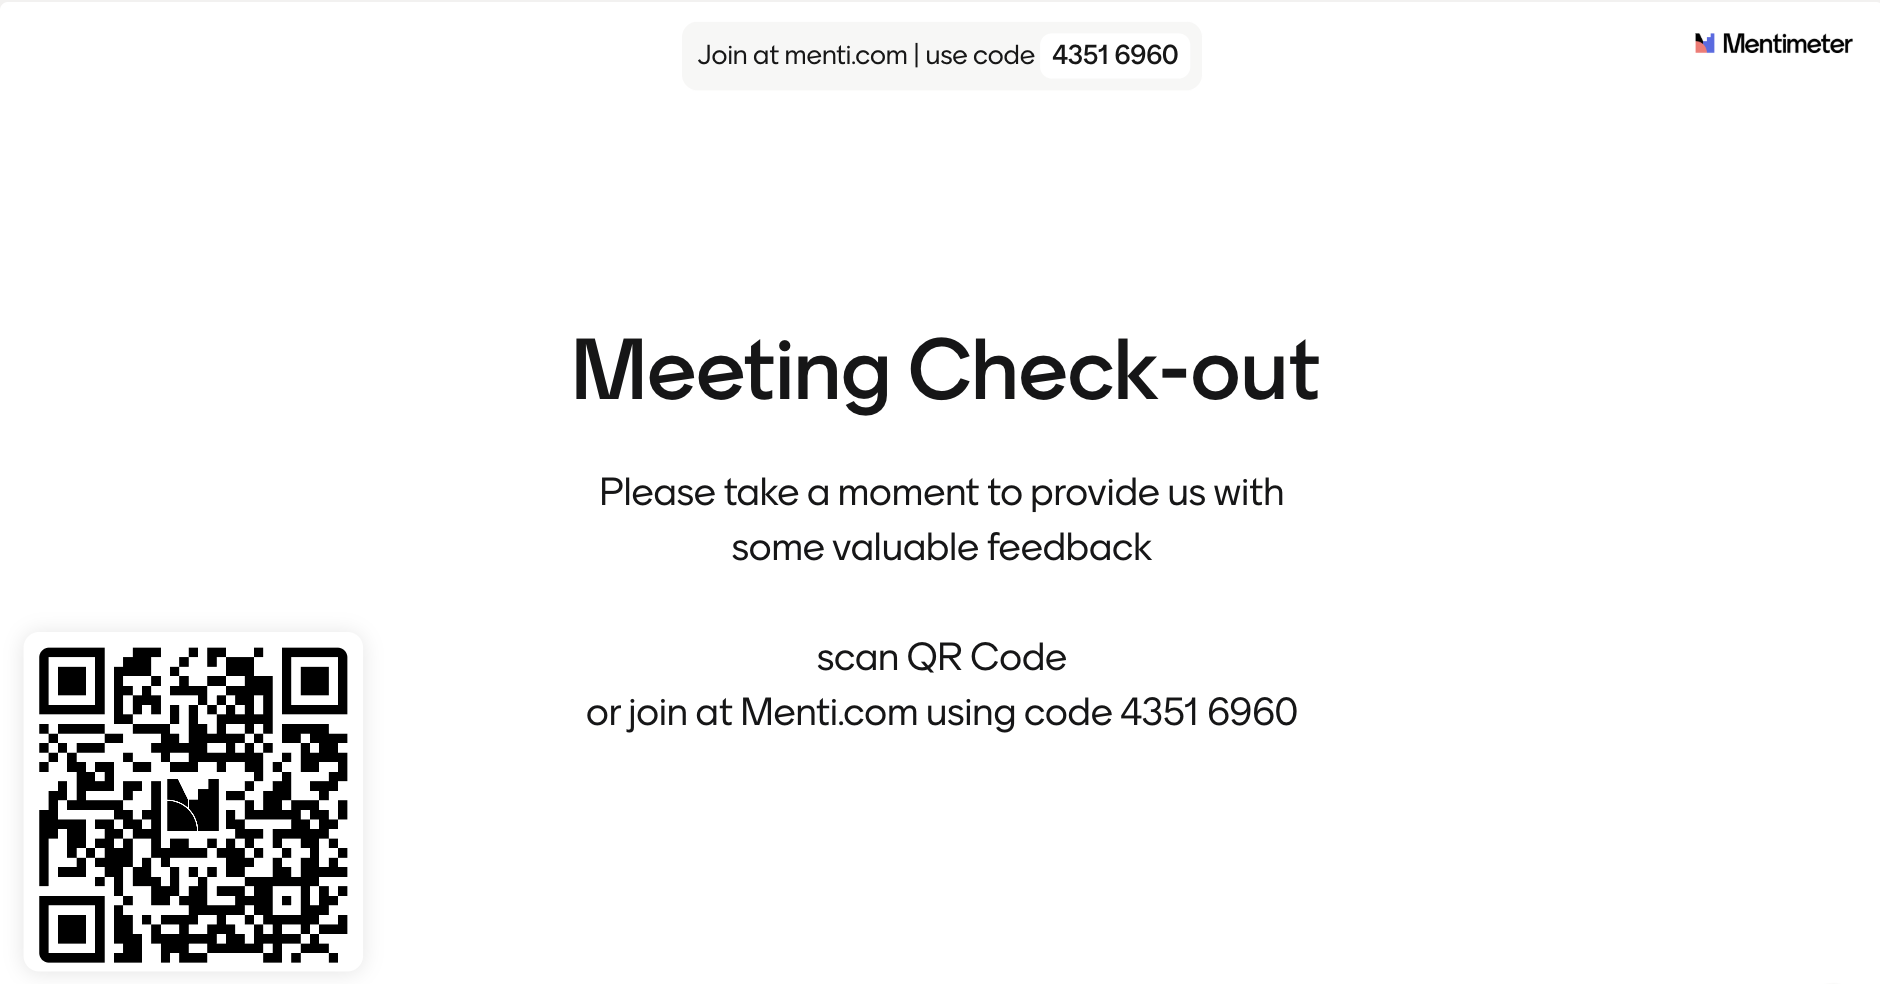 Join at menti.com | use code 4351 6960
Mentimeter
Meeting Check-out
Please take a moment to provide us with
some valuable feedback
scan QR Code
or join at Menti.com using code 4351 6960